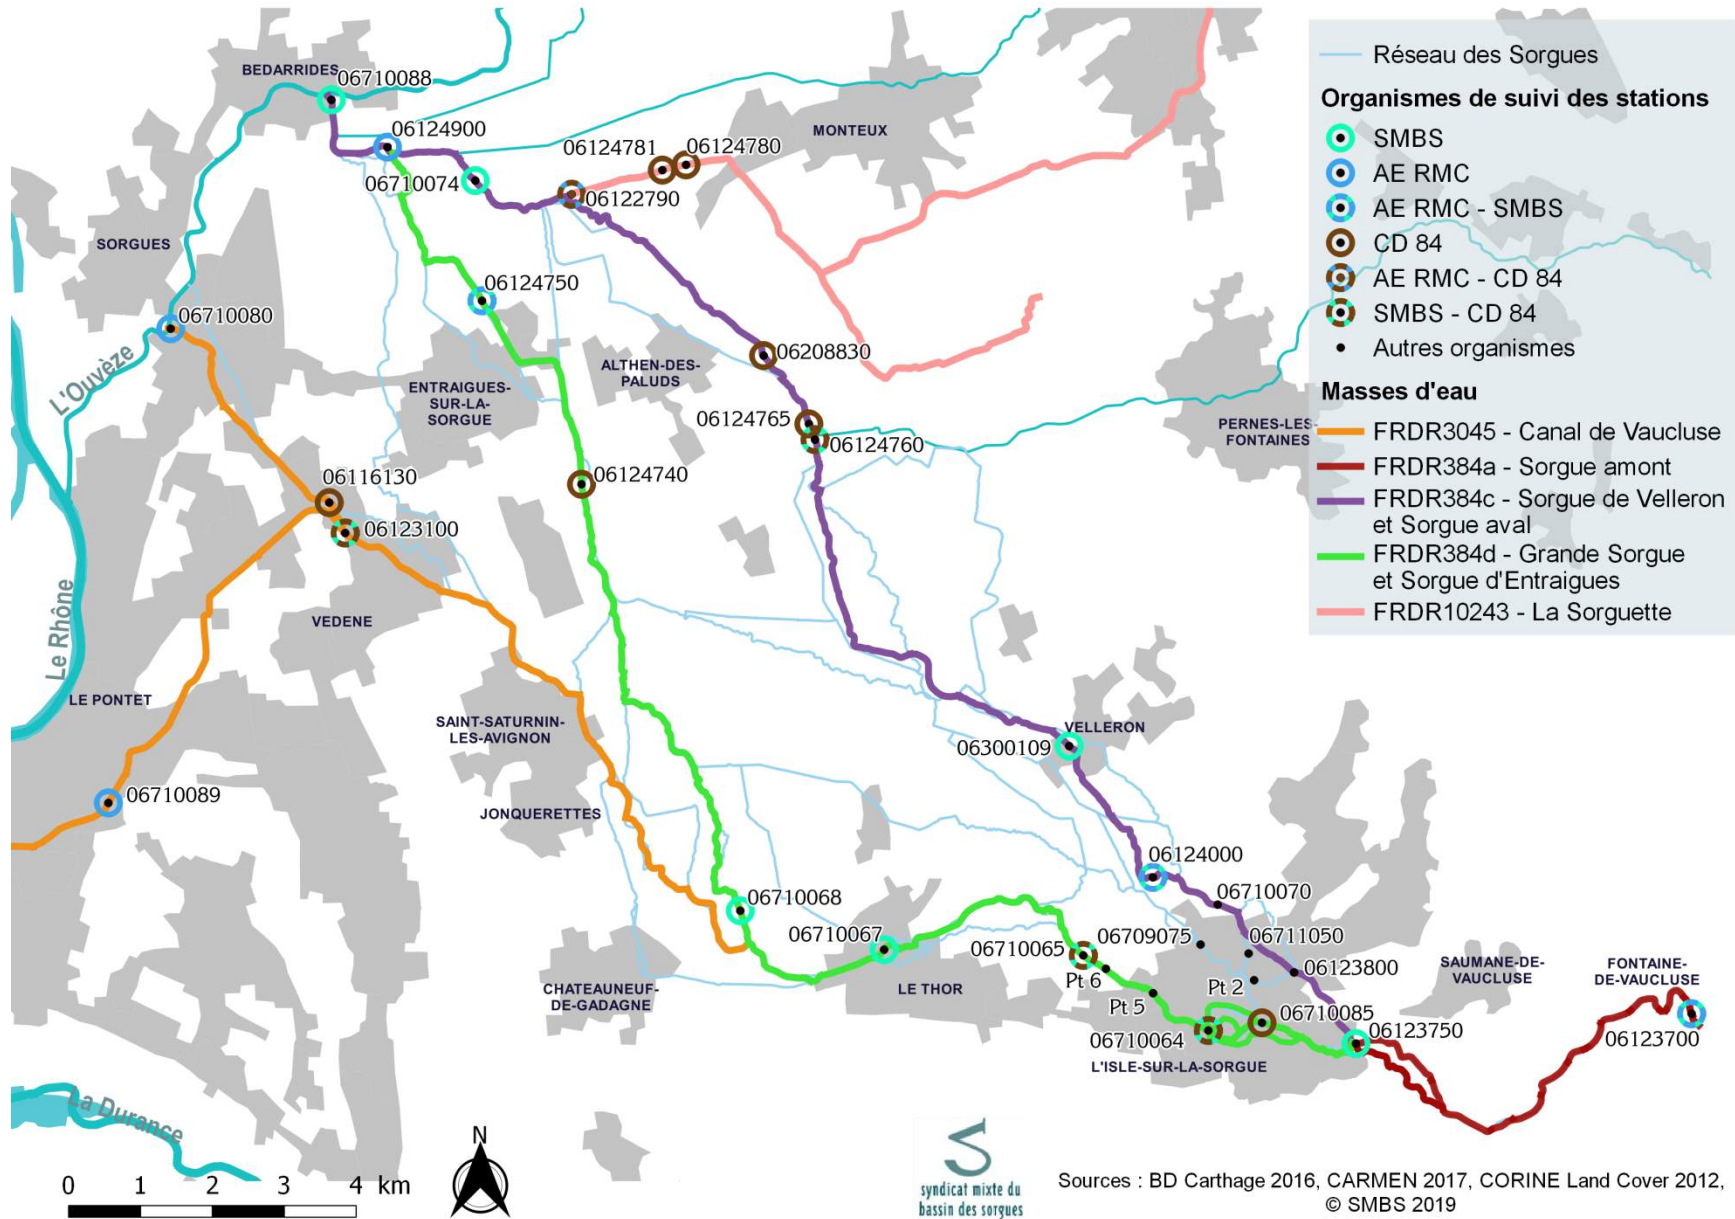 BEDARRIDES
06710088
06124900
06124781
06124780
MONTEUX
06710074
06122790
SORGUES
06124750
06710080
L'Ouvèze
ENTRAIGUES-
SUR-LA-
SORGUE
ALTHEN-DES-
PALUDS
06208830
06124765
06124760
PERNES-LES-
FONTAINES
06116130
06124740
06123100
Le Rhône
VEDENE
LE PONTET
SAINT-SATURNIN-
LES-AVIGNON
VELLERON
06300109
06710089
JONQUERETTES
06124000
06710070
06710068
06710067
06709075
06710065
06711050
Pt 6
Pt 5
Pt 2
06123800
SAUMANE-DE-
VAUCLUSE
FONTAINE-
DE-VAUCLUSE
CHATEAUNEUF-
DE-GADAGNE
LE THOR
06710085
06710064
06123750
06123700
L'ISLE-SUR-LA-SORGUE
La Durance
Réseau des Sorgues
Organismes de suivi des stations
SMBS
AE RMC
AE RMC - SMBS
CD 84
AE RMC - CD 84
SMBS - CD 84
Autres organismes
Masses d'eau
FRDR3045 - Canal de Vaucluse
FRDR384a - Sorgue amont
FRDR384c - Sorgue de Velleron
et Sorgue aval
FRDR384d - Grande Sorgue
et Sorgue d'Entraigues
FRDR10243 - La Sorguette
0 1 2 3 4 km
N
syndicat mixte du
bassin des sorgues
Sources : BD Carthage 2016, CARMEN 2017, CORINE Land Cover 2012,
© SMBS 2019